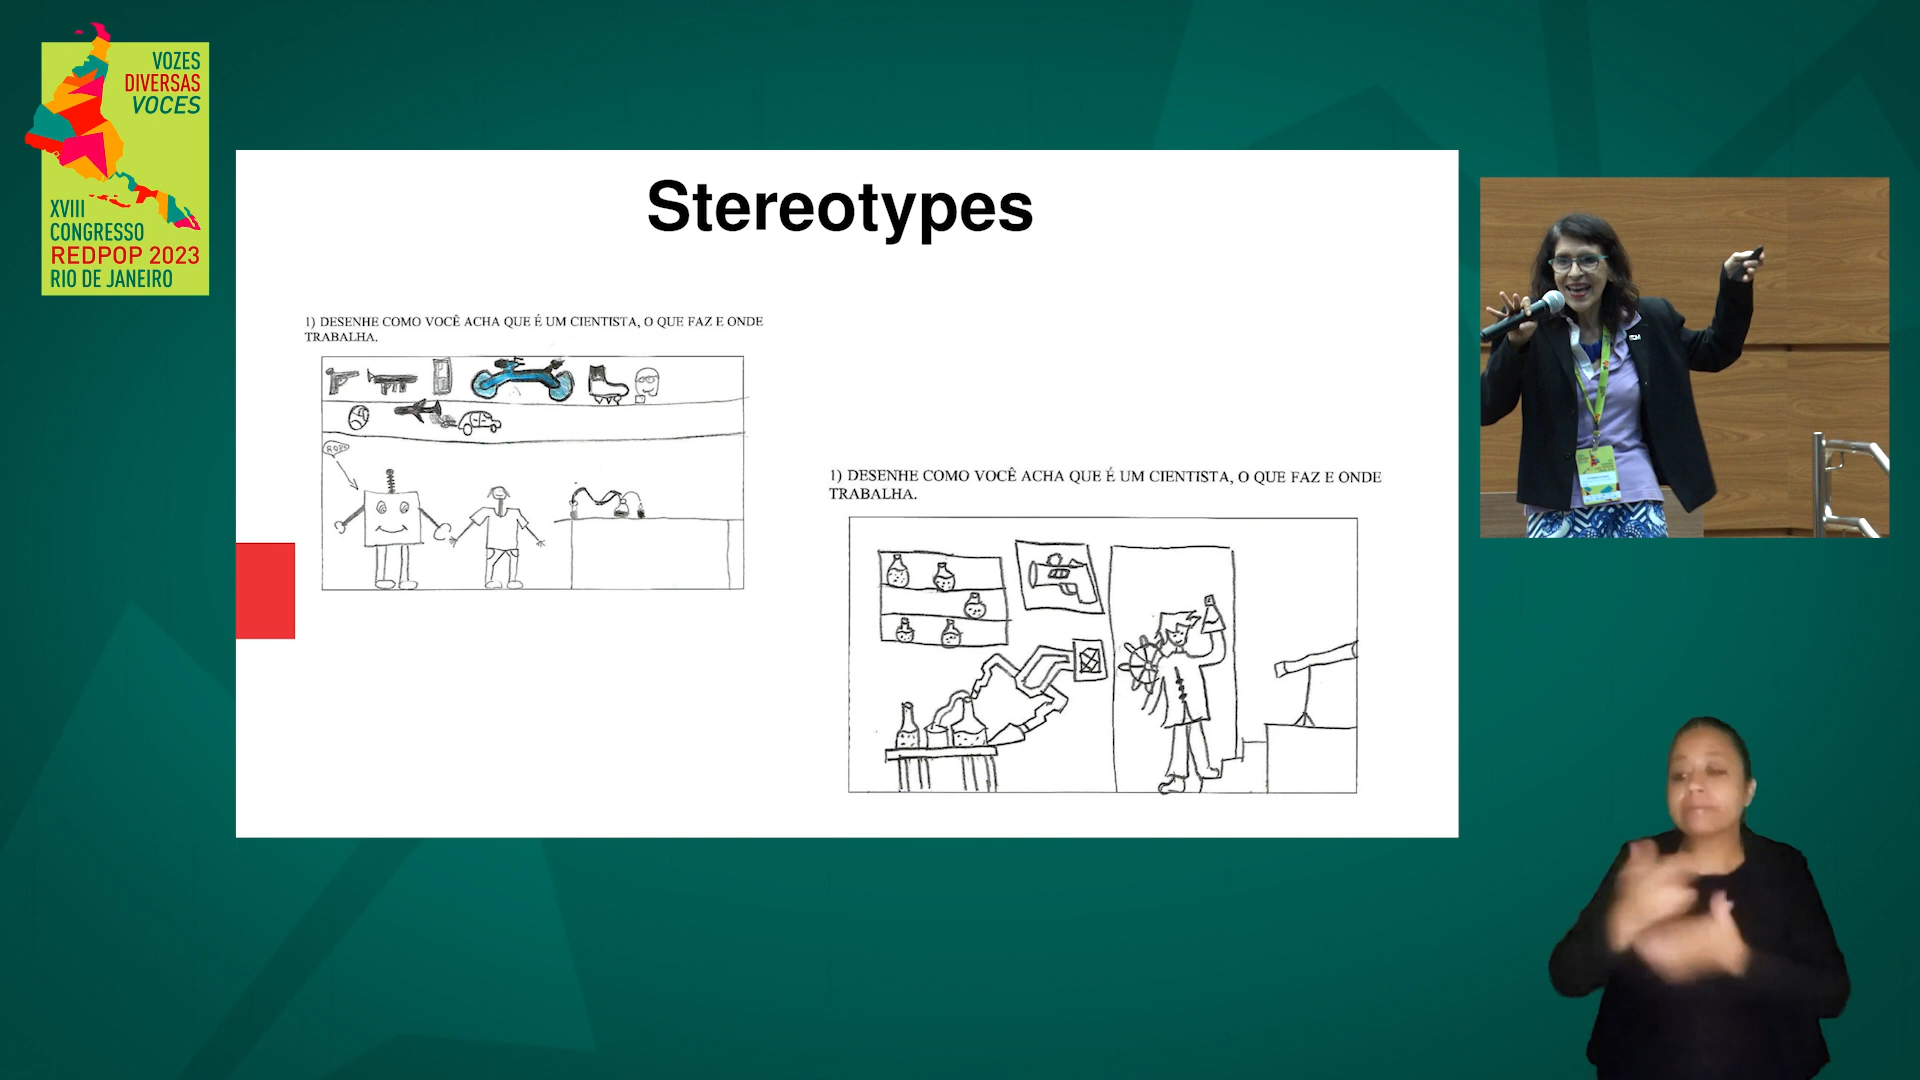 VOZES
DIVERSAS
VOCES
XVIII
CONGRESSO
REDPOP 2023
RIO DE JANEIRO
Stereotypes
1) DESENHE COMO VOCÊ ACHA QUE É UM CIENTISTA, O QUE FAZ E ONDE
TRABALHA.
1) DESENHE COMO VOCÊ ACHA QUE É UM CIENTISTA, O QUE FAZ E ONDE
TRABALHA.